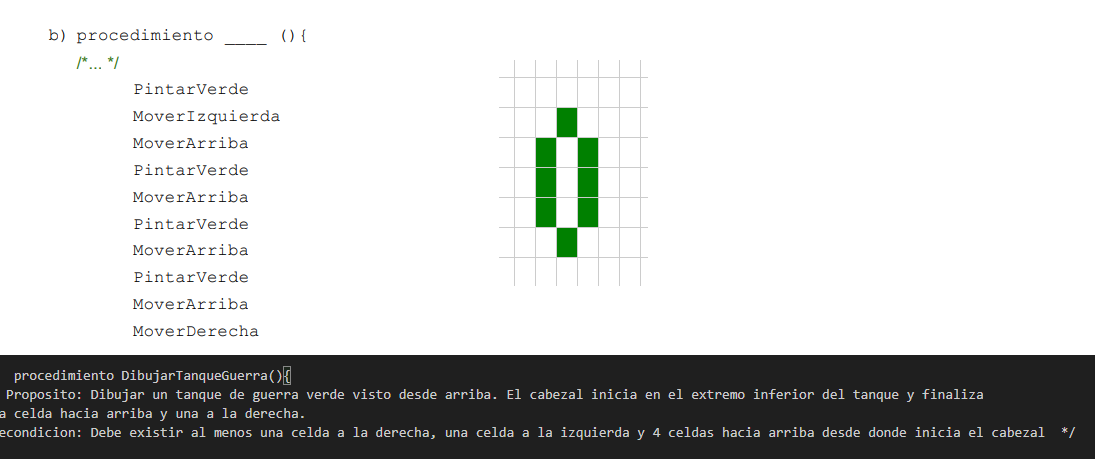 b) procedimiento ____ (){
/*... */
PintarVerde
MoverIzquierda
MoverArriba
PintarVerde
MoverArriba
PintarVerde
MoverArriba
PintarVerde
MoverArriba
MoverDerecha
procedimiento DibujarTanqueGuerra(){
Proposito: Dibujar un tanque de guerra verde visto desde arriba. El cabezal inicia en el extremo inferior del tanque y finaliza
a celda hacia arriba y una a la derecha.
econdicion: Debe existir al menos una celda a la derecha, una celda a la izquierda y 4 celdas hacia arriba desde donde inicia el cabezal */